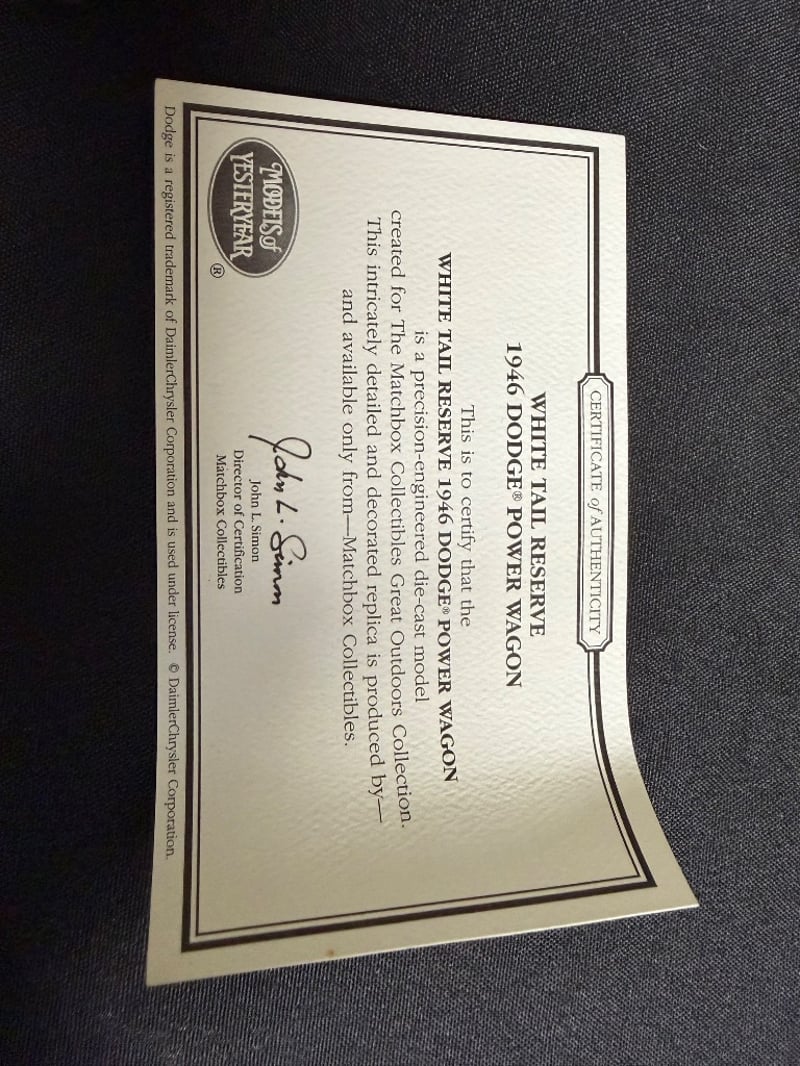 CERTIFICATE of AUTHENTICITY
WHITE TAIL RESERVE
1946 DODGE® POWER WAGON
This is to certify that the
WHITE TAIL RESERVE 1946 DODGE® POWER WAGON
is a precision-engineered die-cast model
created for The Matchbox Collectibles Great Outdoors Collection.
This intricately detailed and decorated replica is produced by—
and available only from—Matchbox Collectibles.
John L. Simon
John L. Simon
Director of Certification
Matchbox Collectibles
MODELS of
YESTERYEAR
®
Dodge is a registered trademark of DaimlerChrysler Corporation and is used under license. © DaimlerChrysler Corporation.